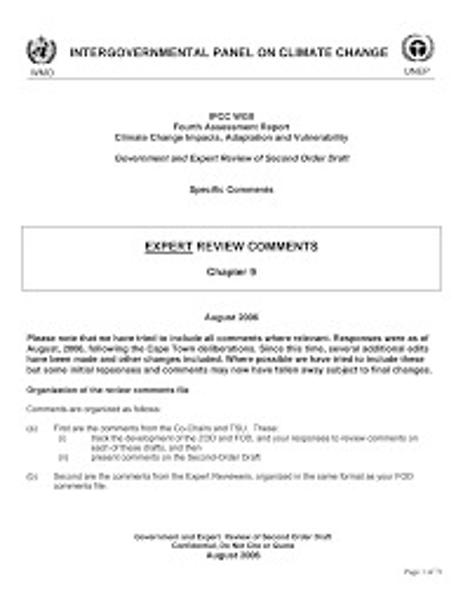 INTERGOVERNMENTAL PANEL ON CLIMATE CHANGE
WMO
UNEP
IPCC WGII
Fourth Assessment Report
Climate Change Impacts, Adaptation and Vulnerability
Government and Expert Review of Second Order Draft
Specific Comments
EXPERT REVIEW COMMENTS
Chapter 9
August 2006
Please note that we have tried to include all comments where relevant. Responses were as of
August, 2006, following the Cape Town deliberations. Since this time, several additional edits
have been made and other changes included. Where possible we have tried to include these
but some initial repsonses and comments may now have fallen away subject to final changes.
Organization of the review comments file
Comments are organized as follows:
(a) First are the comments from the Co-Chairs and TSU. These:
(i) track the development of the ZOD and FOD, and your responses to review comments on
each of these drafts, and then
(ii) present comments on the Second-Order Draft
(b) Second are the comments from the Expert Reviewers, organized in the same format as your FOD
comments file.
Government and Expert Review of Second Order Draft
Confidential, Do Not Cite or Quote
August 2006
Page 1 of